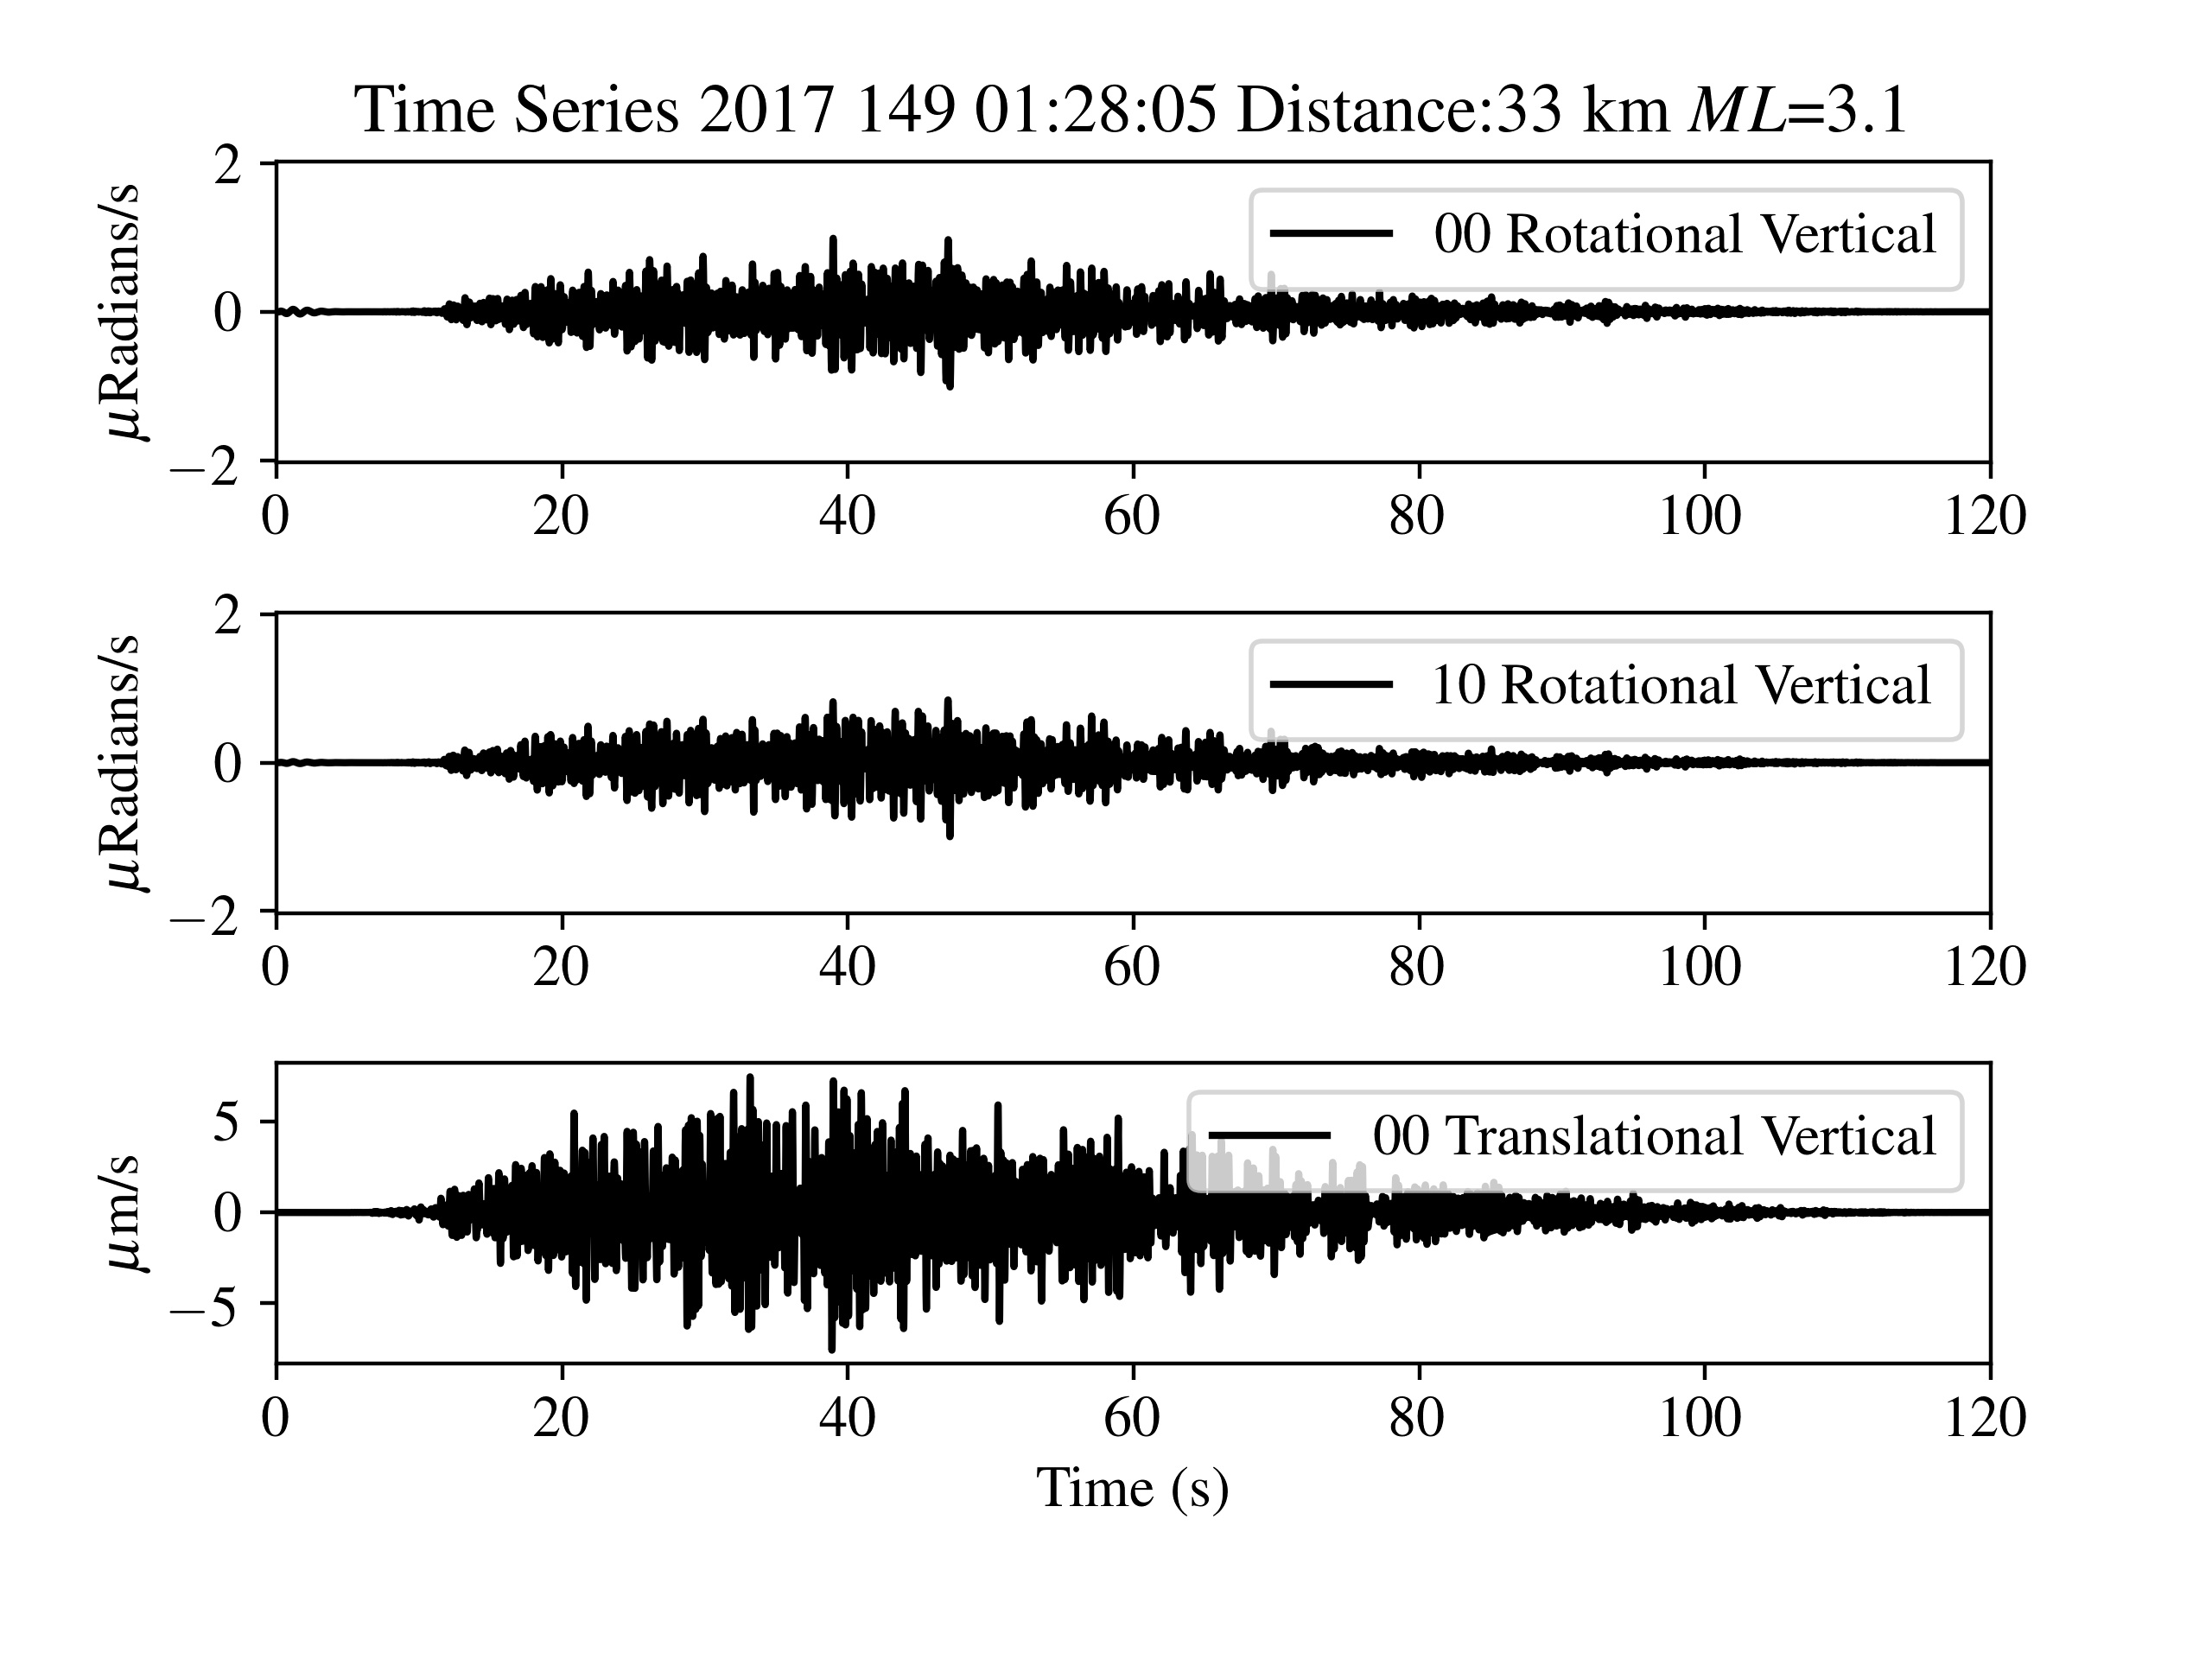 Time Series 2017 149 01:28:05 Distance:33 km ML=3.1
2
0
−2
μRadians/s
00 Rotational Vertical
0 20 40 60 80 100 120
2
0
−2
μRadians/s
10 Rotational Vertical
0 20 40 60 80 100 120
5
0
−5
μm/s
00 Translational Vertical
0 20 40 60 80 100 120
Time (s)